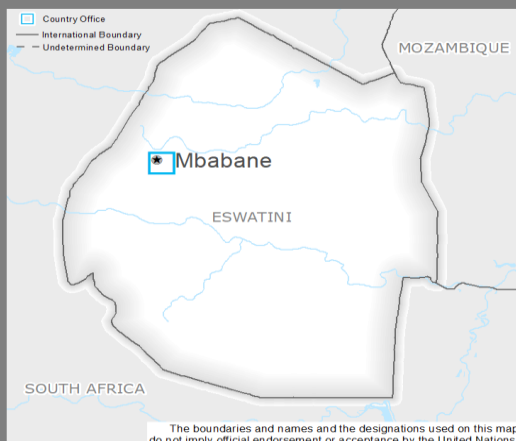 Country Office
International Boundary
Undetermined Boundary
MOZAMBIQUE
Mbabane
ESWATINI
SOUTH AFRICA
The boundaries and names and the designations used on this map
do not imply official endorsement or acceptance by the United Nations